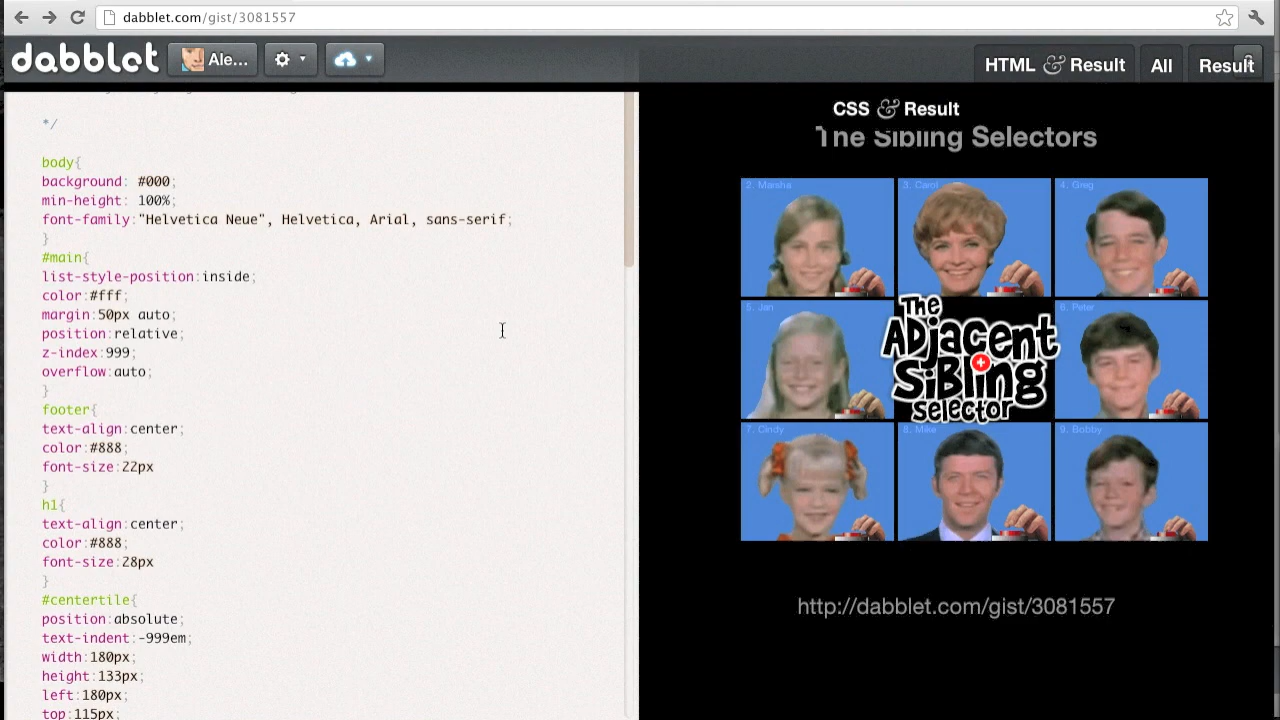 dabblet.com/gist/3081557
dabblet
Ale...
HTML & Result
All
Result
CSS & Result
*/
body{
background: #000;
min-height: 100%;
font-family:"Helvetica Neue", Helvetica, Arial, sans-serif;
}
#main{
list-style-position:inside;
color:#fff;
margin:50px auto;
position:relative;
z-index:999;
overflow:auto;
}
footer{
text-align:center;
color:#888;
font-size:22px
}
h1{
text-align:center;
color:#888;
font-size:28px
}
#centertile{
position:absolute;
text-indent:-999em;
width:180px;
height:133px;
left:180px;
top:115px;
The Sibling Selectors
2. Marsha
3. Carol
4. Greg
5. Jan
The
Adjacent
Sibling
Selector
6. Peter
7. Cindy
8. Mike
9. Bobby
http://dabblet.com/gist/3081557